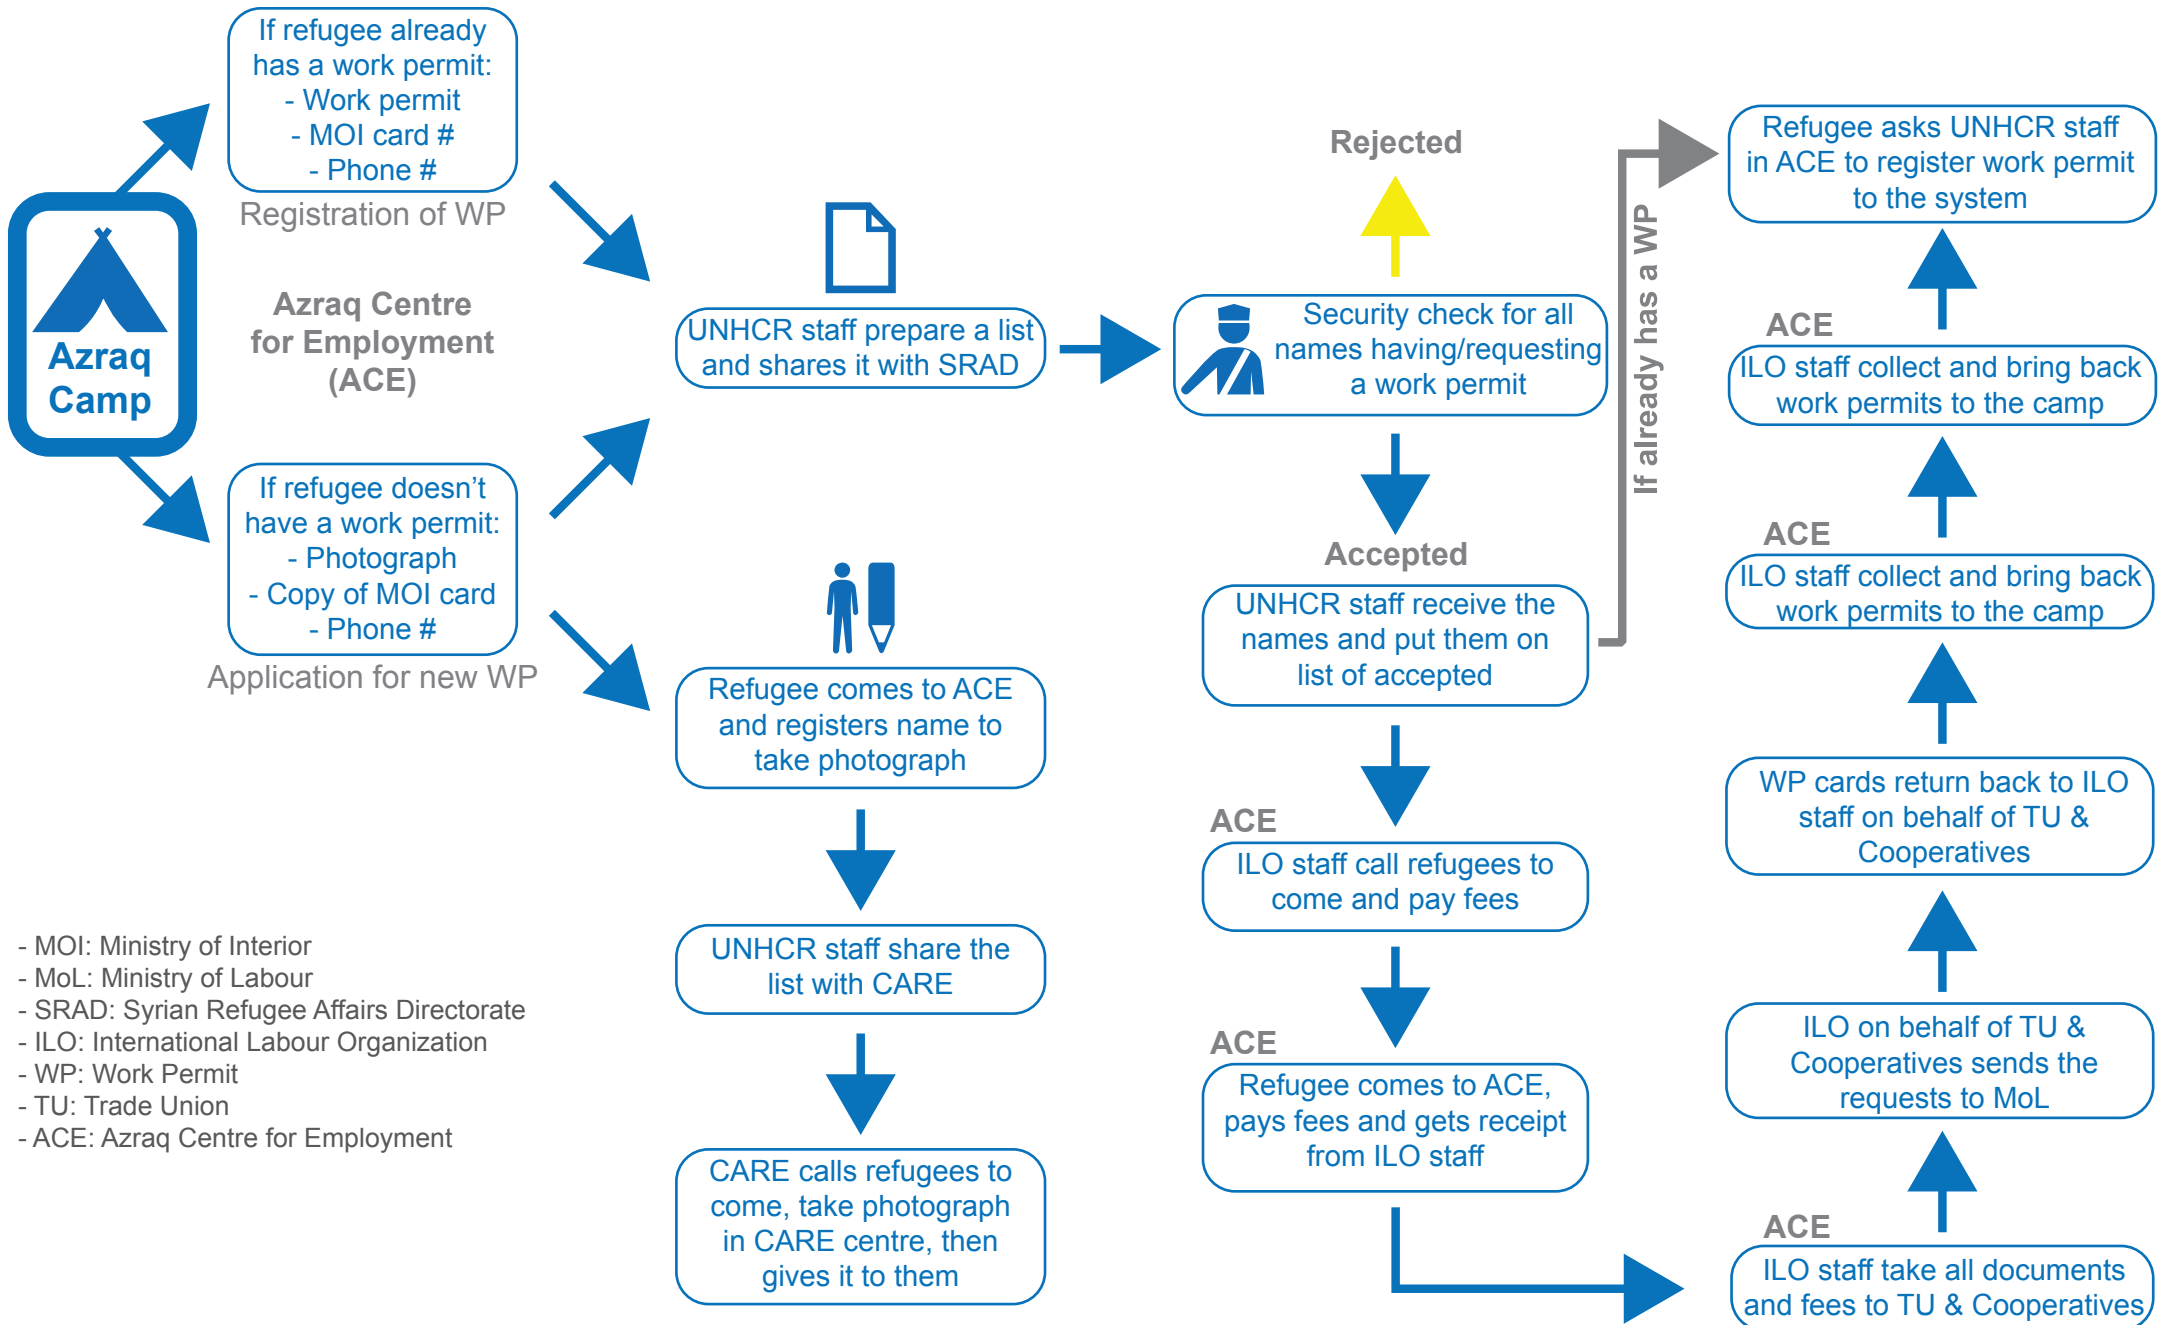 If refugee already
has a work permit:
- Work permit
- MOI card #
- Phone #
Registration of WP
Azraq
Camp
Azraq Centre
for Employment
(ACE)
If refugee doesn’t
have a work permit:
- Photograph
- Copy of MOI card
- Phone #
Application for new WP
UNHCR staff prepare a list
and shares it with SRAD
Refugee comes to ACE
and registers name to
take photograph
UNHCR staff share the
list with CARE
CARE calls refugees to
come, take photograph
in CARE centre, then
gives it to them
Rejected
Security check for all
names having/requesting
a work permit
Accepted
UNHCR staff receive the
names and put them on
list of accepted
If already has a WP
ACE
ILO staff call refugees to
come and pay fees
ACE
Refugee comes to ACE,
pays fees and gets receipt
from ILO staff
Refugee asks UNHCR staff
in ACE to register work permit
to the system
ACE
ILO staff collect and bring back
work permits to the camp
ACE
ILO staff collect and bring back
work permits to the camp
WP cards return back to ILO
staff on behalf of TU &
Cooperatives
ILO on behalf of TU &
Cooperatives sends the
requests to MoL
ACE
ILO staff take all documents
and fees to TU & Cooperatives
- MOI: Ministry of Interior
- MoL: Ministry of Labour
- SRAD: Syrian Refugee Affairs Directorate
- ILO: International Labour Organization
- WP: Work Permit
- TU: Trade Union
- ACE: Azraq Centre for Employment